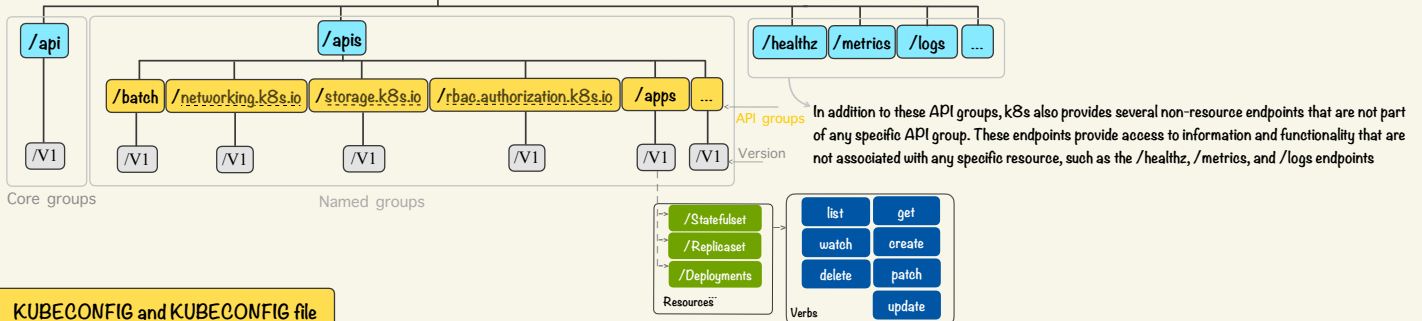 /api
/apis
/healthz
/metrics
/logs
...
/batch
/networking.k8s.io
/storage.k8s.io
/rbac.authorization.k8s.io
/apps
...
API groups
In addition to these API groups, k8s also provides several non-resource endpoints that are not part
of any specific API group. These endpoints provide access to information and functionality that are
not associated with any specific resource, such as the /healthz, /metrics, and /logs endpoints
/V1
/V1
/V1
/V1
/V1
/V1
/V1
Version
Core groups
Named groups
/Statefulset
/Replicaset
/Deployments
Resources
list
get
watch
create
delete
patch
update
Verbs
KUBECONFIG and KUBECONFIG file